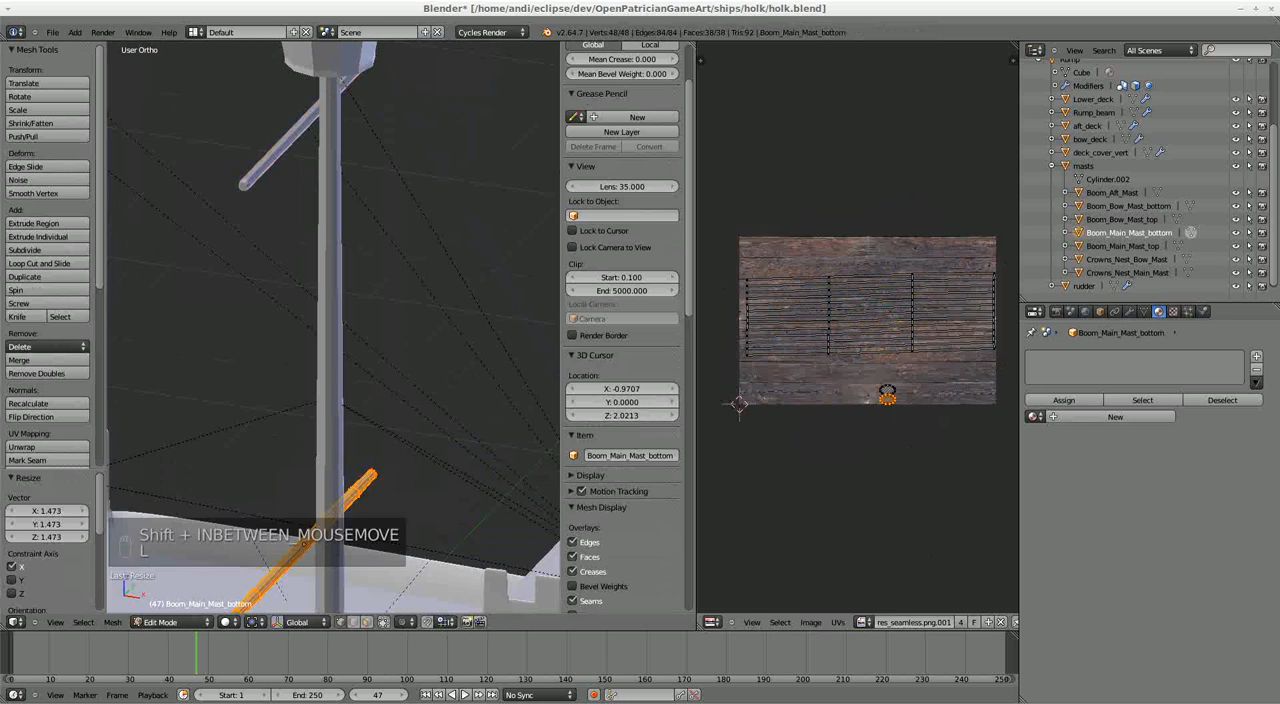 Blender* [/home/andi/eclipse/dev/OpenPatricianGameArt/ships/holk/holk.blend]
File Add Render Window Help Default Scene Cycles Render v2.64.7 | Verts:48/48 | Edges:84/84 | Faces:38/38 | Tris:92 | Boom_Main_Mast_bottom
Mesh Tools
Transform:
Translate
Rotate
Scale
Shrink/Fatten
Push/Pull
Deform:
Edge Slide
Noise
Smooth Vertex
Add:
Extrude Region
Extrude Individual
Subdivide
Loop Cut and Slide
Duplicate
Spin
Screw
Knife Select
Remove:
Delete
Merge
Remove Doubles
Normals:
Recalculate
Flip Direction
UV Mapping:
Unwrap
Mark Seam
Resize
Vector
X: 1.473
Y: 1.473
Z: 1.473
Constraint Axis
X
Y
Z
Orientation
User Ortho
Shift + INBETWEEN_MOUSEMOVE
L
Last: Resize
(47) Boom_Main_Mast_bottom
View Select Mesh Edit Mode Global
Global Local
Mean Crease: 0.000
Mean Bevel Weight: 0.000
Grease Pencil
New
New Layer
Delete Frame Convert
View
Lens: 35.000
Lock to Object:
Lock to Cursor
Lock Camera to View
Clip:
Start: 0.100
End: 5000.000
Local Camera:
Camera
Render Border
3D Cursor
Location:
X: -0.9707
Y: 0.0000
Z: 2.0213
Item
Boom_Main_Mast_bottom
Display
Motion Tracking
Mesh Display
Overlays:
Edges
Faces
Creases
Bevel Weights
Seams
View Select Image UVs res_seamless.png.001 4 F
View Search All Scenes
Cube
Modifiers
Lower_deck
Rump_beam
aft_deck
bow_deck
deck_cover_vert
masts
Cylinder.002
Boom_Aft_Mast
Boom_Bow_Mast_bottom
Boom_Bow_Mast_top
Boom_Main_Mast_bottom
Boom_Main_Mast_top
Crowns_Nest_Bow_Mast
Crowns_Nest_Main_Mast
rudder
Boom_Main_Mast_bottom
Assign Select Deselect
New
0 10 20 30 40 50 60 70 80 90 100 110 120 130 140 150 160 170 180 190 200 210 220 230 240 250
View Marker Frame Playback Start: 1 End: 250 47 No Sync